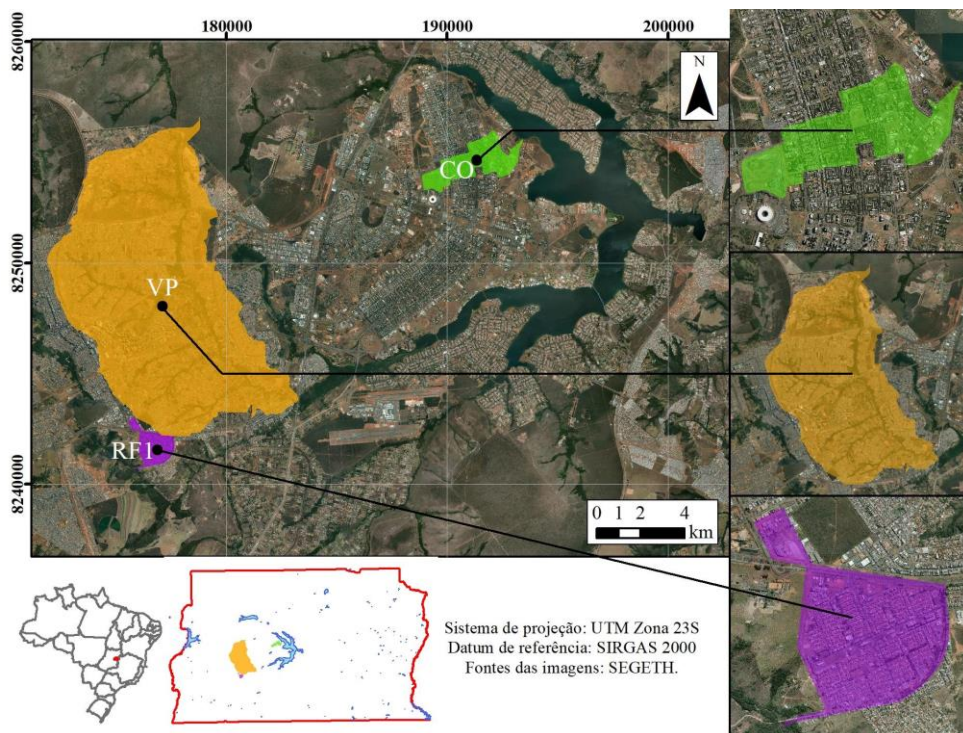 180000
190000
200000
8260000
N
CO
8250000
VP
RF1
8240000
0 1 2 4
km
Sistema de projeção: UTM Zona 23S
Datum de referência: SIRGAS 2000
Fontes das imagens: SEGETH.